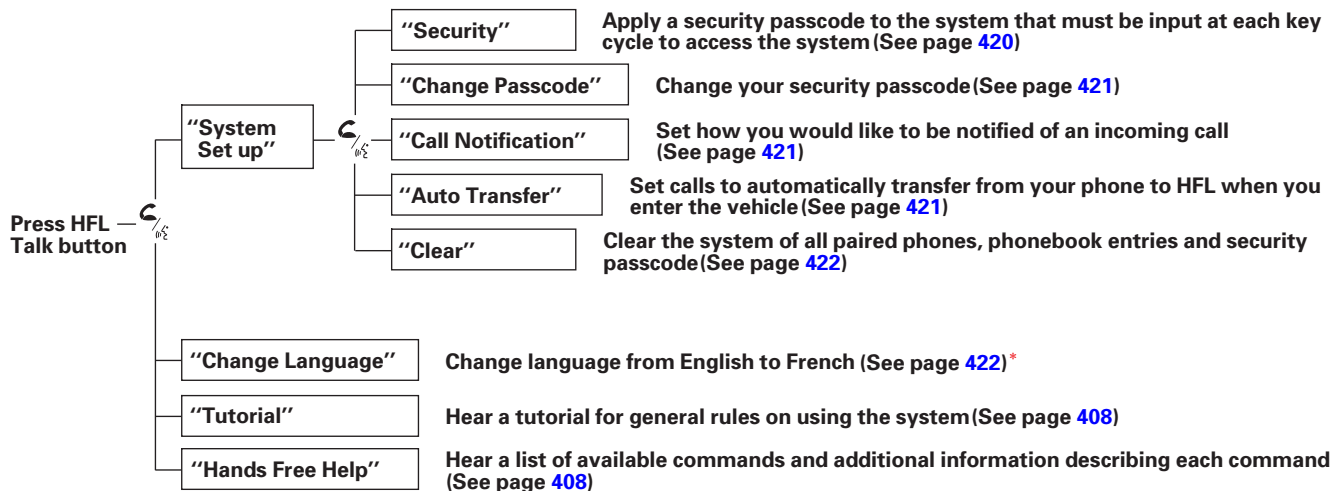 Press HFL
Talk button
"System
Set up"
"Security"
Apply a security passcode to the system that must be input at each key
cycle to access the system (See page 420)
"Change Passcode"
Change your security passcode (See page 421)
"Call Notification"
Set how you would like to be notified of an incoming call
(See page 421)
"Auto Transfer"
Set calls to automatically transfer from your phone to HFL when you
enter the vehicle (See page 421)
"Clear"
Clear the system of all paired phones, phonebook entries and security
passcode (See page 422)
"Change Language"
Change language from English to French (See page 422)*
"Tutorial"
Hear a tutorial for general rules on using the system (See page 408)
"Hands Free Help"
Hear a list of available commands and additional information describing each command
(See page 408)